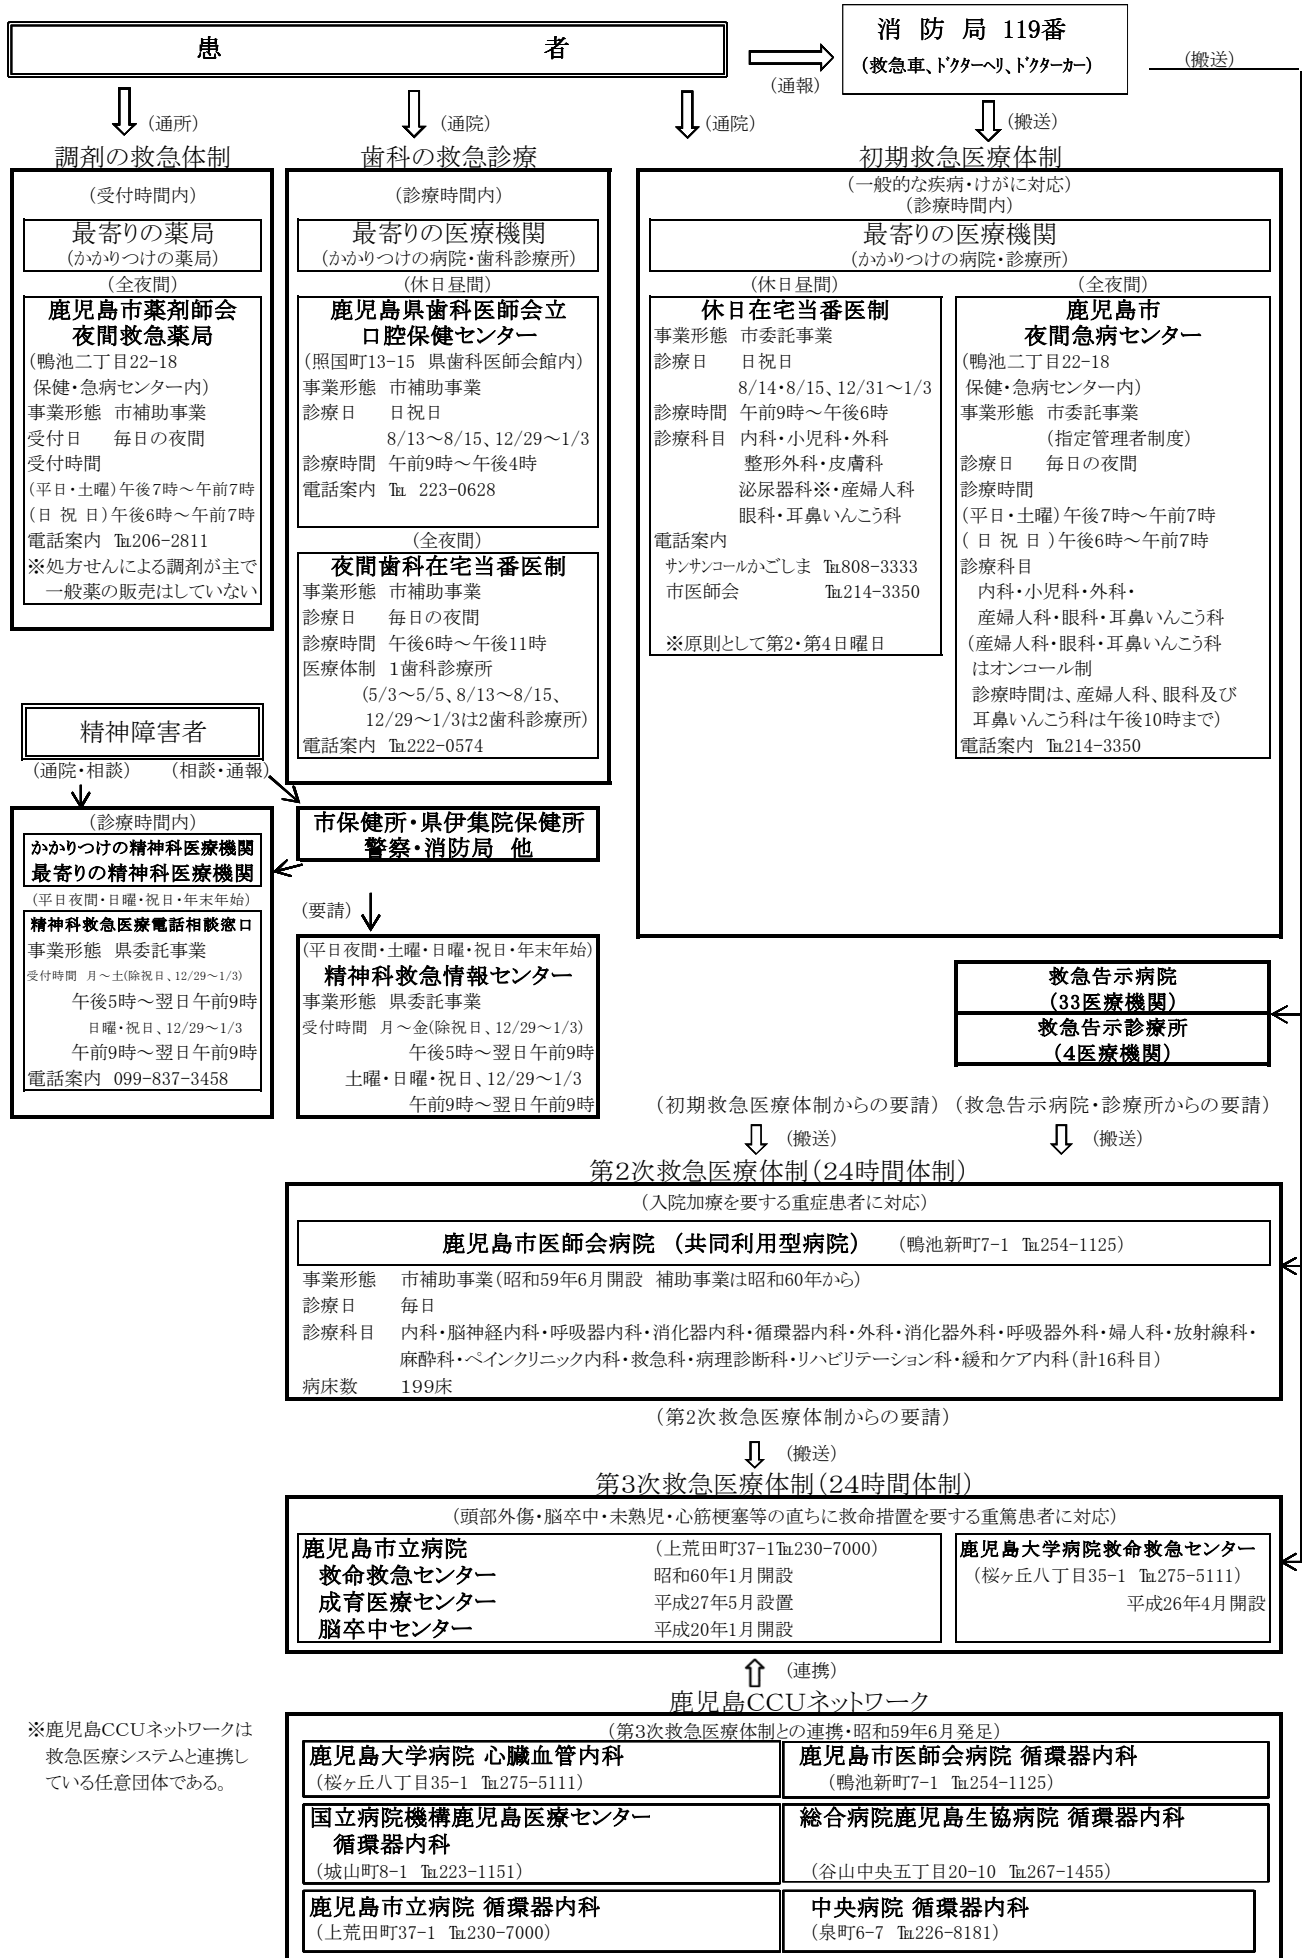 患者
消防局 119番
(救急車、ﾄﾞｸﾀｰヘリ、ﾄﾞｸﾀｰカー)
(通報)
(搬送)
(通所)
(通院)
(通院)
(搬送)
調剤の救急体制
(受付時間内)
最寄りの薬局
(かかりつけの薬局)
(全夜間)
鹿児島市薬剤師会
夜間救急薬局
(鴨池二丁目22-18
保健・急病センター内)
事業形態 市補助事業
受付日 毎日の夜間
受付時間
(平日・土曜)午後7時～午前7時
(日 祝 日)午後6時～午前7時
電話案内 ℡206-2811
※処方せんによる調剤が主で
一般薬の販売はしていない
歯科の救急診療
(診療時間内)
最寄りの医療機関
(かかりつけの病院・歯科診療所)
(休日昼間)
鹿児島県歯科医師会立
口腔保健センター
(照国町13-15 県歯科医師会館内)
事業形態 市補助事業
診療日 日祝日
8/13～8/15、12/29～1/3
診療時間 午前9時～午後4時
電話案内 ℡ 223-0628
(全夜間)
夜間歯科在宅当番医制
事業形態 市補助事業
診療日 毎日の夜間
診療時間 午後6時～午後11時
医療体制 1歯科診療所
(5/3～5/5、8/13～8/15、
12/29～1/3は2歯科診療所)
電話案内 ℡222-0574
初期救急医療体制
(一般的な疾病・けがに対応)
(診療時間内)
最寄りの医療機関
(かかりつけの病院・診療所)
(休日昼間)
休日在宅当番医制
事業形態 市委託事業
診療日 日祝日
8/14・8/15、12/31～1/3
診療時間 午前9時～午後6時
診療科目 内科・小児科・外科
整形外科・皮膚科
泌尿器科※・産婦人科
眼科・耳鼻いんこう科
電話案内
サンサンコールかごしま ℡808-3333
市医師会 ℡214-3350
※原則として第2・第4日曜日
(全夜間)
鹿児島市
夜間急病センター
(鴨池二丁目22-18
保健・急病センター内)
事業形態 市委託事業
(指定管理者制度)
診療日 毎日の夜間
診療時間
(平日・土曜)午後7時～午前7時
( 日 祝 日 )午後6時～午前7時
診療科目
内科・小児科・外科・
産婦人科・眼科・耳鼻いんこう科
(産婦人科・眼科・耳鼻いんこう科
はオンコール制
診療時間は、産婦人科、眼科及び
耳鼻いんこう科は午後10時まで)
電話案内 ℡214-3350
精神障害者
(通院・相談)
(相談・通報)
(診療時間内)
かかりつけの精神科医療機関
最寄りの精神科医療機関
(平日夜間・日曜・祝日・年末年始)
精神科救急医療電話相談窓口
事業形態 県委託事業
受付時間 月～土(除祝日、12/29～1/3)
午後5時～翌日午前9時
日曜・祝日、12/29～1/3
午前9時～翌日午前9時
電話案内 099-837-3458
市保健所・県伊集院保健所
警察・消防局 他
(要請)
(平日夜間・土曜・日曜・祝日・年末年始)
精神科救急情報センター
事業形態 県委託事業
受付時間 月～金(除祝日、12/29～1/3)
午後5時～翌日午前9時
土曜・日曜・祝日、12/29～1/3
午前9時～翌日午前9時
救急告示病院
(33医療機関)
救急告示診療所
(4医療機関)
(初期救急医療体制からの要請)
(救急告示病院・診療所からの要請)
(搬送)
(搬送)
第2次救急医療体制(24時間体制)
(入院加療を要する重症患者に対応)
鹿児島市医師会病院 (共同利用型病院) (鴨池新町7-1 ℡254-1125)
事業形態 市補助事業(昭和59年6月開設 補助事業は昭和60年から)
診療日 毎日
診療科目 内科・脳神経内科・呼吸器内科・消化器内科・循環器内科・外科・消化器外科・呼吸器外科・婦人科・放射線科・
麻酔科・ペインクリニック内科・救急科・病理診断科・リハビリテーション科・緩和ケア内科(計16科目)
病床数 199床
(第2次救急医療体制からの要請)
(搬送)
第3次救急医療体制(24時間体制)
(頭部外傷・脳卒中・未熟児・心筋梗塞等の直ちに救命措置を要する重篤患者に対応)
鹿児島市立病院 (上荒田町37-1℡230-7000)
救命救急センター 昭和60年1月開設
成育医療センター 平成27年5月設置
脳卒中センター 平成20年1月開設
鹿児島大学病院救命救急センター
(桜ヶ丘八丁目35-1 ℡275-5111)
平成26年4月開設
(連携)
鹿児島CCUネットワーク
※鹿児島CCUネットワークは
救急医療システムと連携し
ている任意団体である。
(第3次救急医療体制との連携・昭和59年6月発足)
鹿児島大学病院 心臓血管内科
(桜ヶ丘八丁目35-1 ℡275-5111)
鹿児島市医師会病院 循環器内科
(鴨池新町7-1 ℡254-1125)
国立病院機構鹿児島医療センター
循環器内科
(城山町8-1 ℡223-1151)
総合病院鹿児島生協病院 循環器内科
(谷山中央五丁目20-10 ℡267-1455)
鹿児島市立病院 循環器内科
(上荒田町37-1 ℡230-7000)
中央病院 循環器内科
(泉町6-7 ℡226-8181)